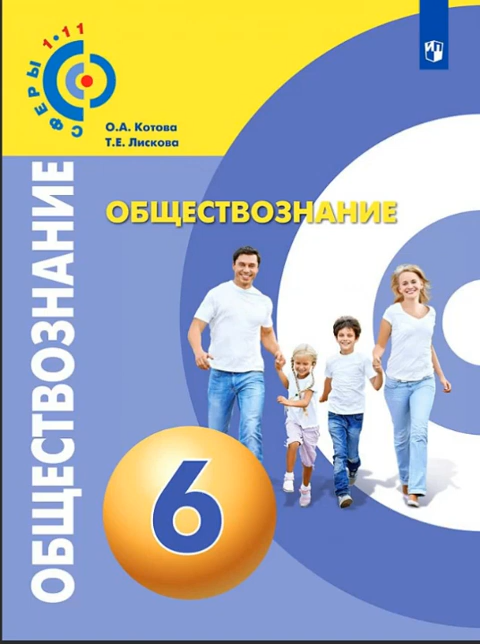 СФЕРЫ 1•11
О.А. Котова
Т.Е. Лискова
ОБЩЕСТВОЗНАНИЕ
ОБЩЕСТВОЗНАНИЕ
6